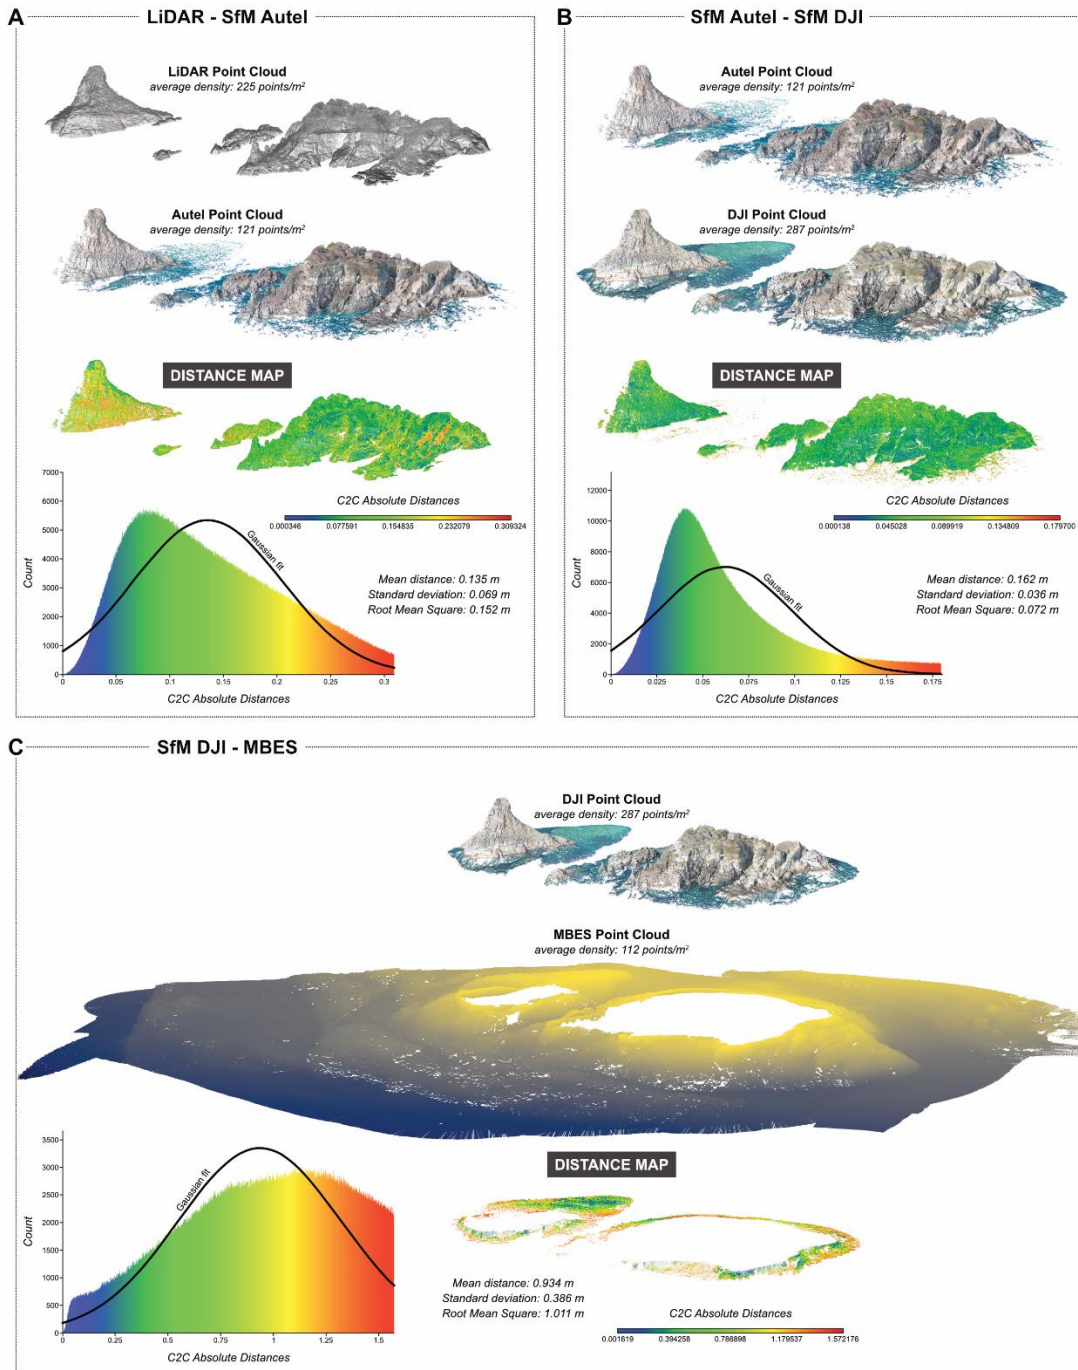 A
LiDAR - SfM Autel
LiDAR Point Cloud
average density: 225 points/m²
Autel Point Cloud
average density: 121 points/m²
DISTANCE MAP
7000
6000
5000
4000
3000
2000
1000
0
Count
Gaussian fit
0
0.05
0.1
0.15
0.2
0.25
0.3
C2C Absolute Distances
C2C Absolute Distances
0.000346
0.077591
0.154835
0.232079
0.309324
Mean distance: 0.135 m
Standard deviation: 0.069 m
Root Mean Square: 0.152 m
B
SfM Autel - SfM DJI
Autel Point Cloud
average density: 121 points/m²
DJI Point Cloud
average density: 287 points/m²
DISTANCE MAP
12000
10000
8000
6000
4000
2000
0
Count
Gaussian fit
0
0.025
0.05
0.075
0.1
0.125
0.15
0.175
C2C Absolute Distances
C2C Absolute Distances
0.000138
0.045028
0.089919
0.134809
0.179700
Mean distance: 0.162 m
Standard deviation: 0.036 m
Root Mean Square: 0.072 m
C
SfM DJI - MBES
DJI Point Cloud
average density: 287 points/m²
MBES Point Cloud
average density: 112 points/m²
3500
3000
2500
2000
1500
1000
500
0
Count
Gaussian fit
0
0.25
0.5
0.75
1
1.25
1.5
C2C Absolute Distances
DISTANCE MAP
Mean distance: 0.934 m
Standard deviation: 0.386 m
Root Mean Square: 1.011 m
C2C Absolute Distances
0.001619
0.394258
0.786898
1.179537
1.572176